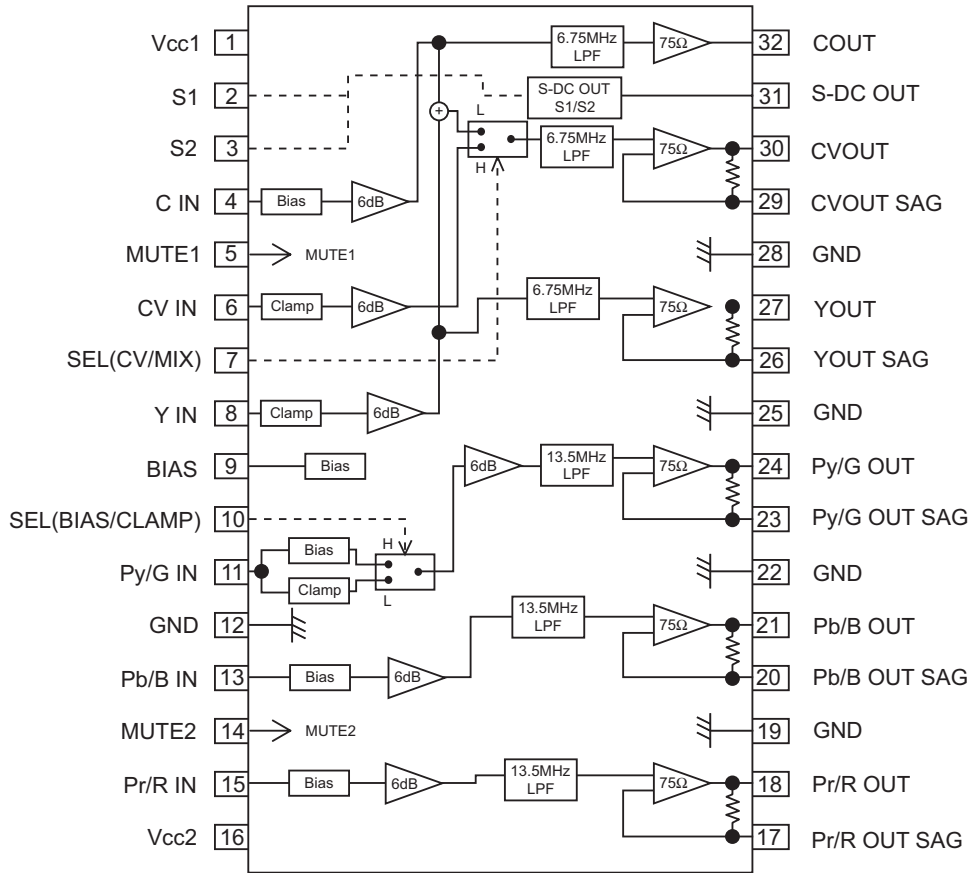 Vcc1 1
S1 2
S2 3
C IN 4 Bias 6dB
MUTE1 5 MUTE1
CV IN 6 Clamp 6dB
SEL(CV/MIX) 7
Y IN 8 Clamp 6dB
BIAS 9 Bias
SEL(BIAS/CLAMP) 10
Py/G IN 11 Bias
Clamp
H
L
GND 12
Pb/B IN 13 Bias 6dB
MUTE2 14 MUTE2
Pr/R IN 15 Bias 6dB
Vcc2 16
6.75MHz
LPF
75Ω
32 COUT
S-DC OUT
S1/S2
31 S-DC OUT
+
L
H
6.75MHz
LPF
75Ω
30 CVOUT
29 CVOUT SAG
28 GND
6.75MHz
LPF
75Ω
27 YOUT
26 YOUT SAG
25 GND
6dB
13.5MHz
LPF
75Ω
24 Py/G OUT
23 Py/G OUT SAG
22 GND
13.5MHz
LPF
75Ω
21 Pb/B OUT
20 Pb/B OUT SAG
19 GND
13.5MHz
LPF
75Ω
18 Pr/R OUT
17 Pr/R OUT SAG